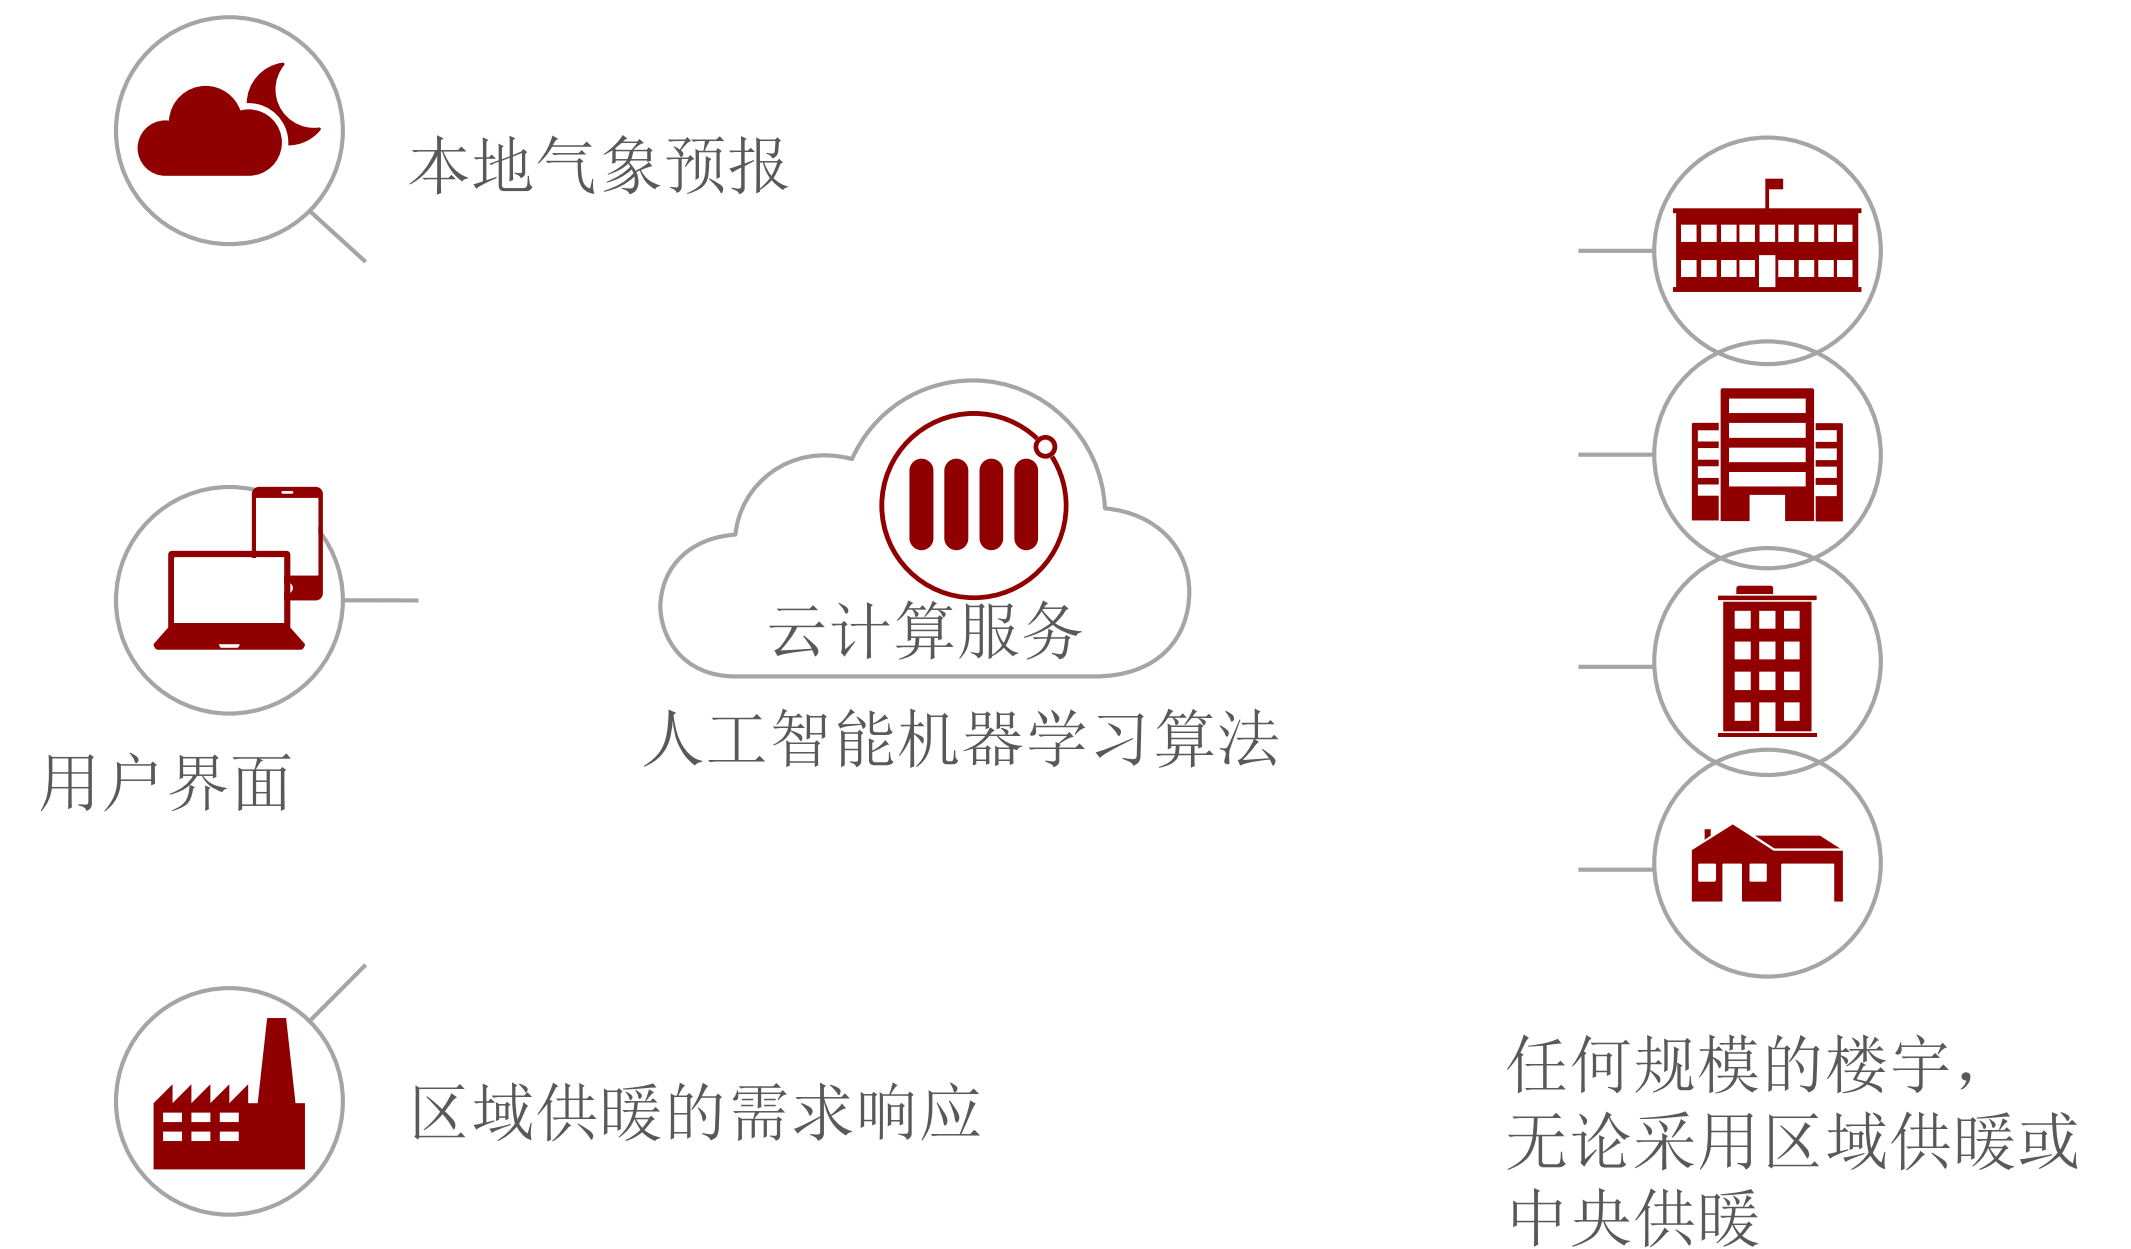 本地气象预报
云计算服务
人工智能机器学习算法
用户界面
区域供暖的需求响应
任何规模的楼宇，
无论采用区域供暖或
中央供暖